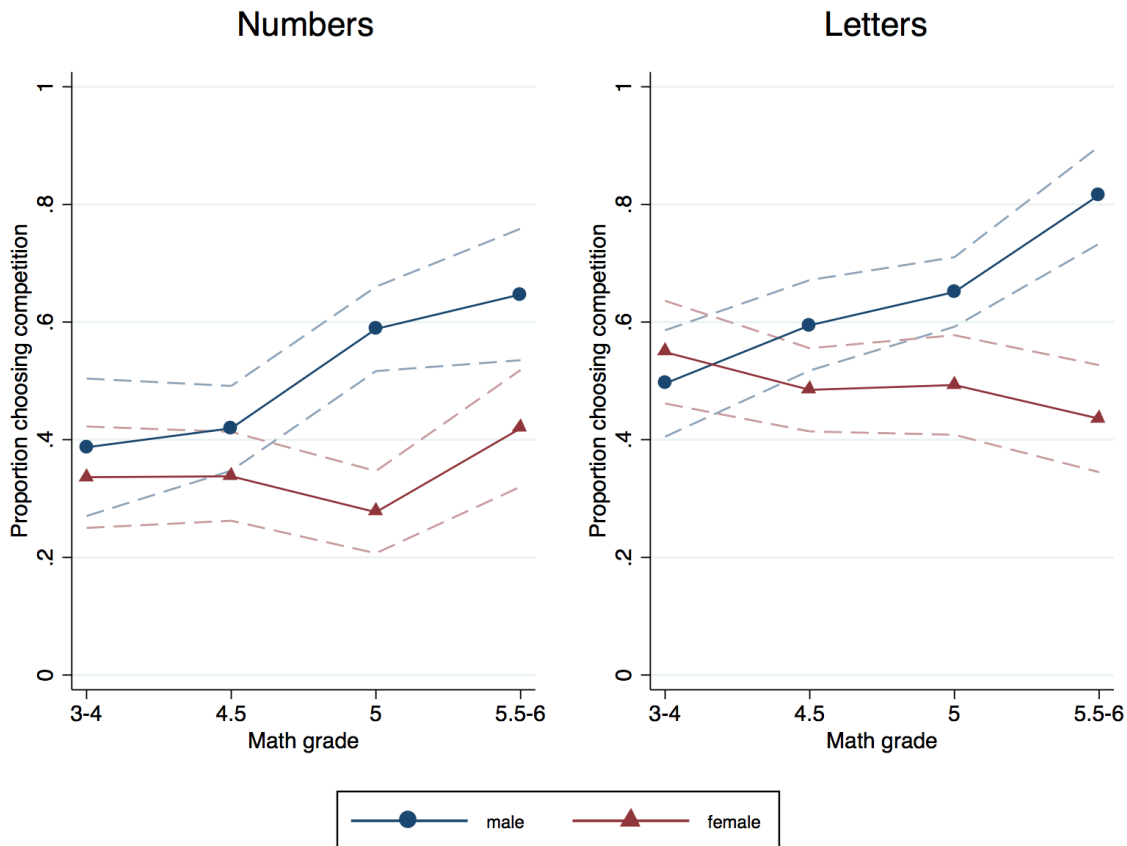 Numbers
Proportion choosing competition
1
.8
.6
.4
.2
0
3-4 4.5 5 5.5-6
Math grade
Letters
Proportion choosing competition
1
.8
.6
.4
.2
0
3-4 4.5 5 5.5-6
Math grade
male female